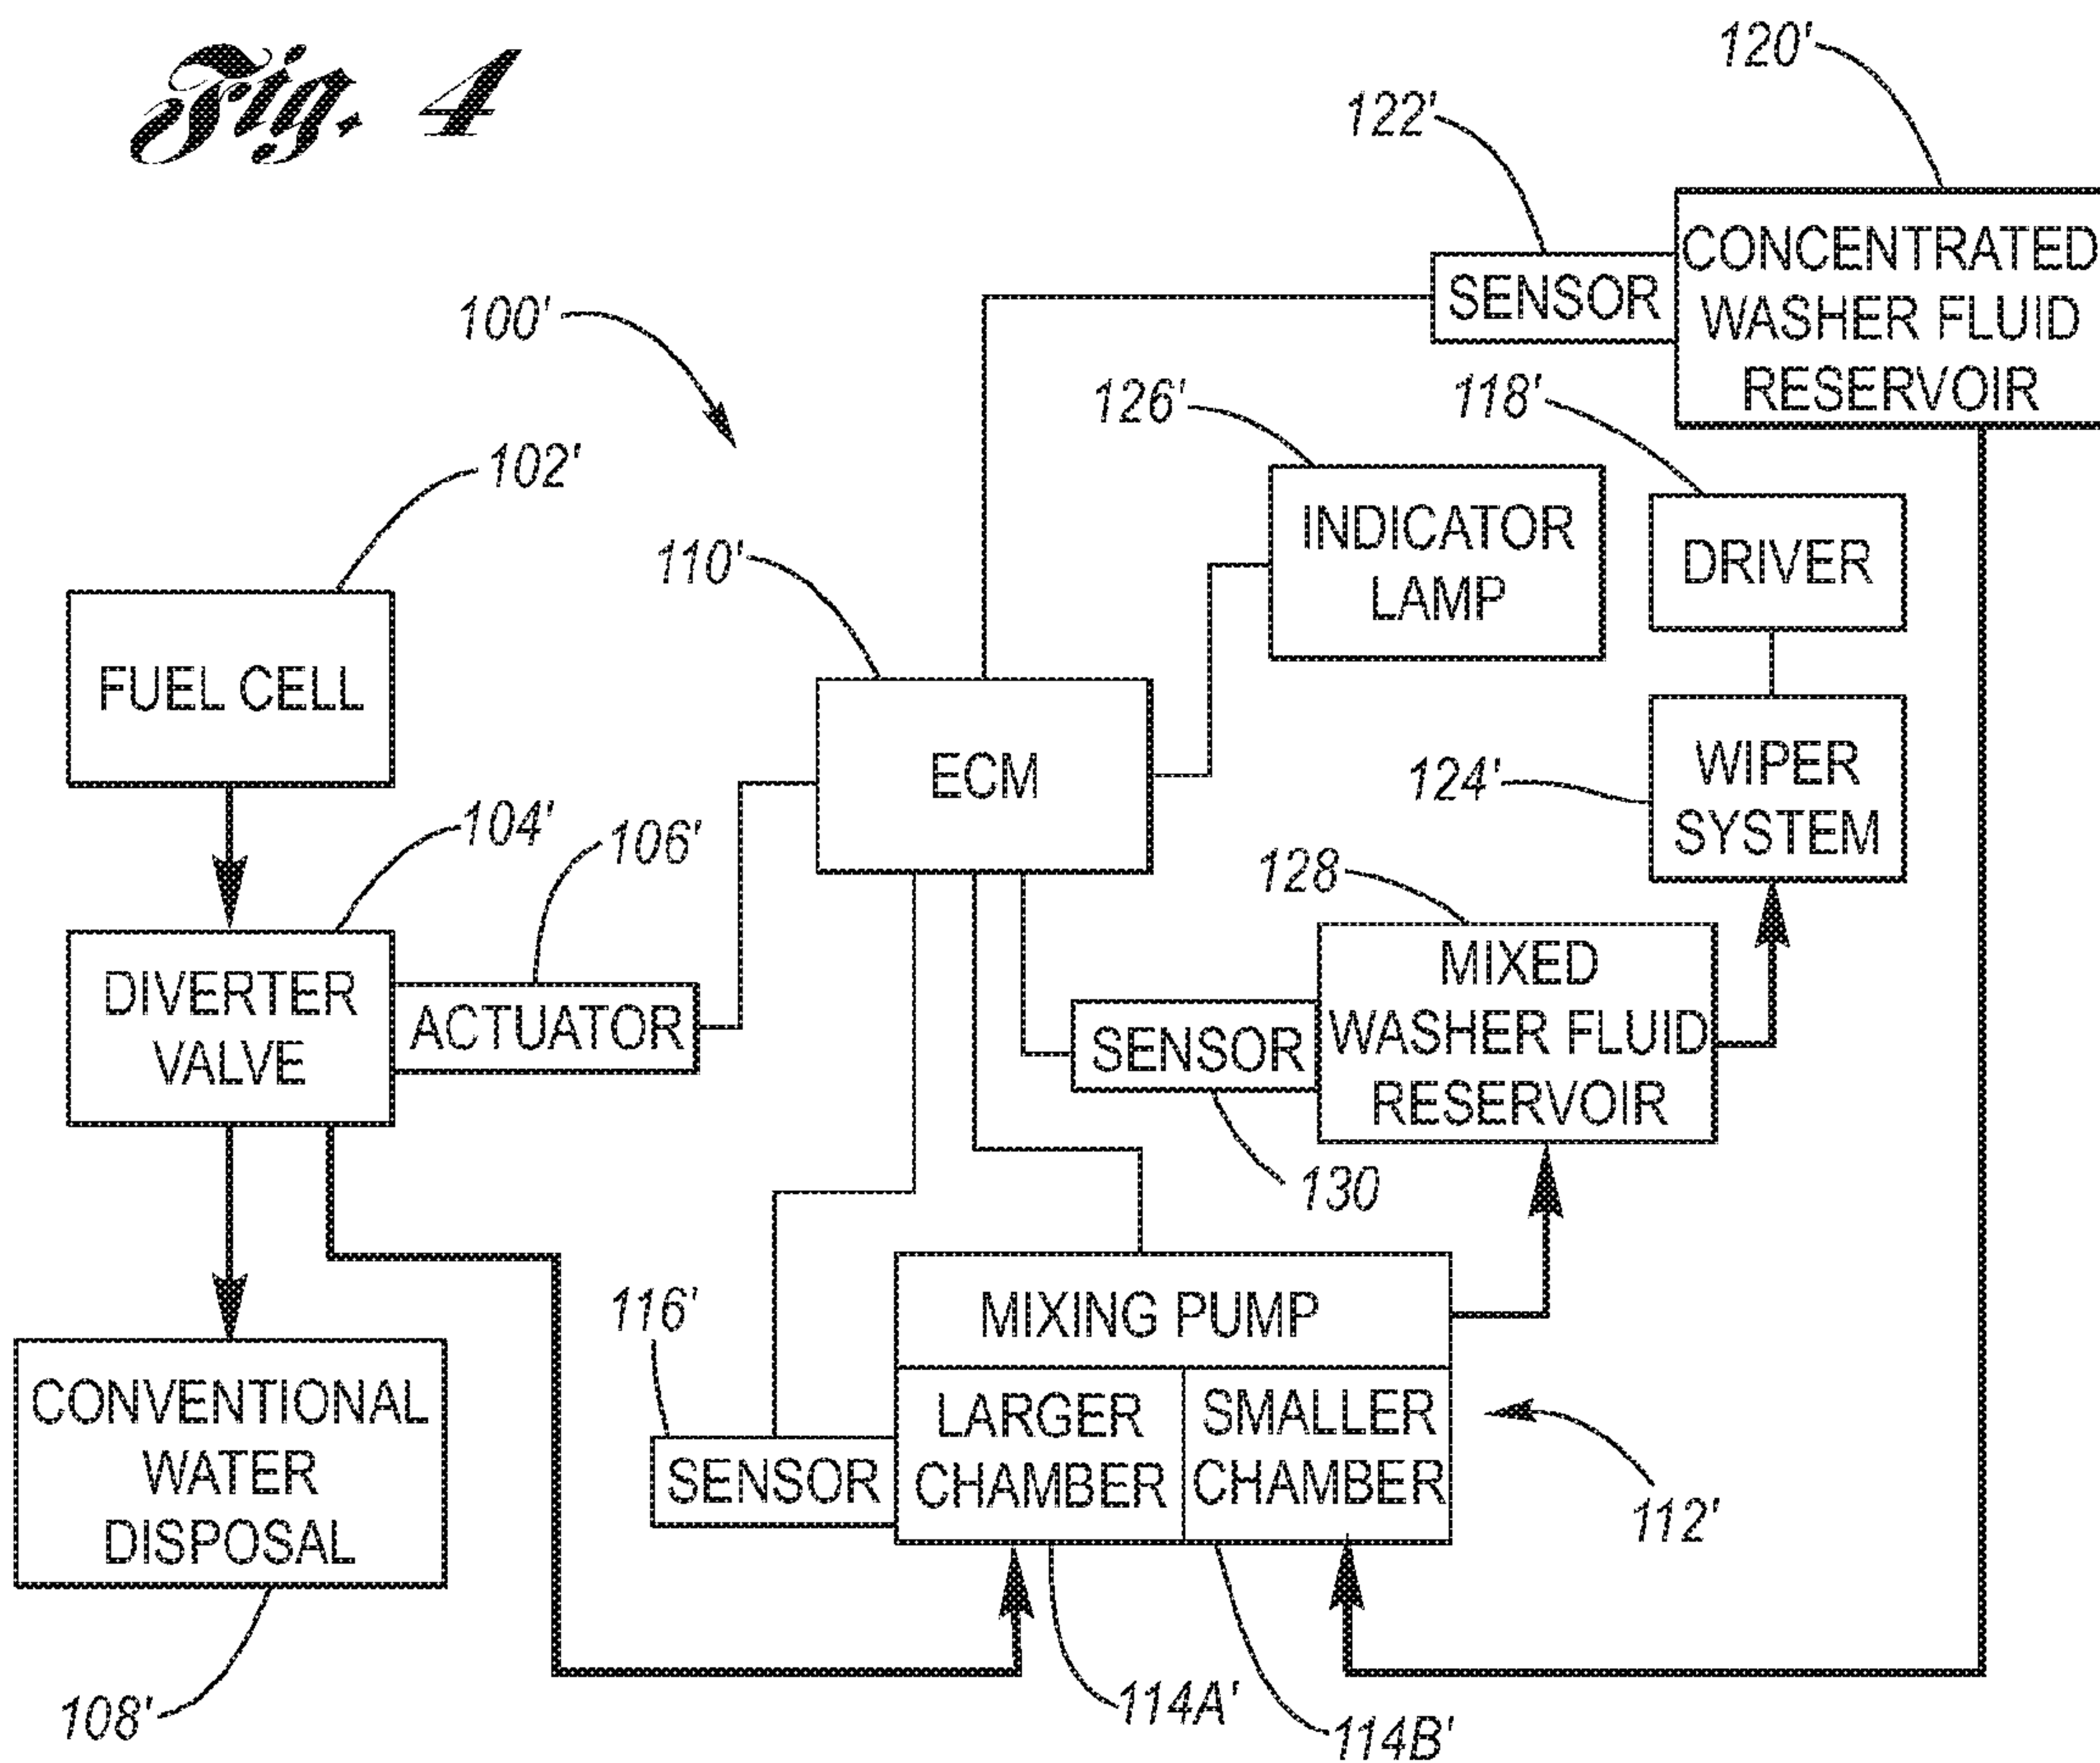 Fig. 4
120'
122'
CONCENTRATED
WASHER FLUID
RESERVOIR
SENSOR
100'
126'
118'
102'
INDICATOR
LAMP
DRIVER
110'
FUEL CELL
ECM
WIPER
SYSTEM
124'
104'
106'
128
DIVERTER
VALVE
ACTUATOR
SENSOR
MIXED
WASHER FLUID
RESERVOIR
130
116'
MIXING PUMP
CONVENTIONAL
WATER
DISPOSAL
SENSOR
LARGER
CHAMBER
SMALLER
CHAMBER
112'
108'
114A'
114B'